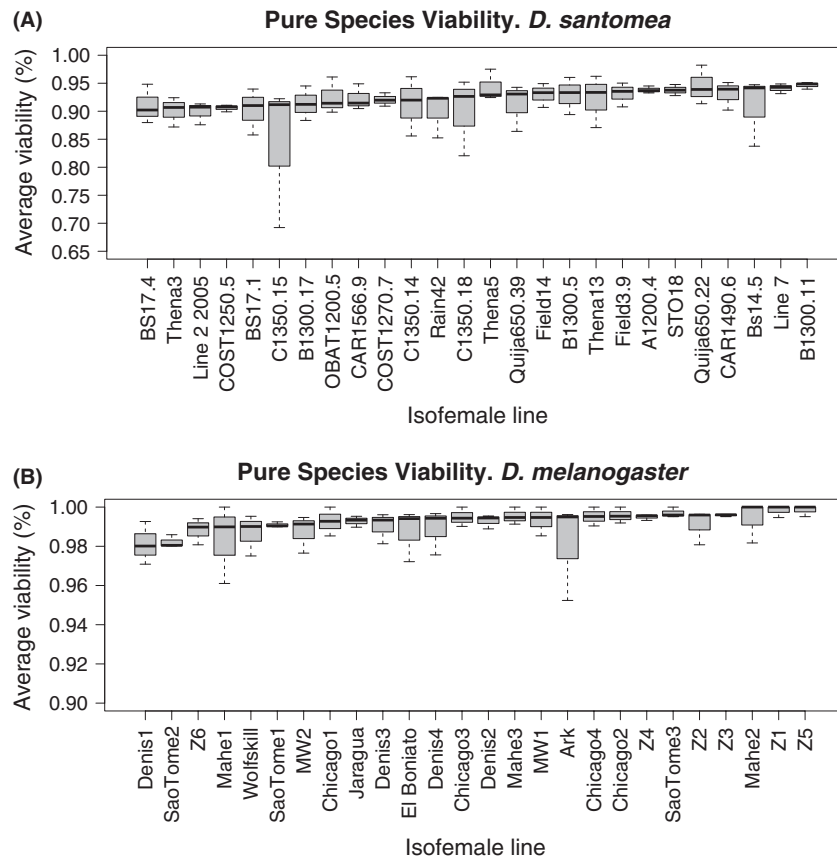 (A)
Pure Species Viability. D. santomea
Average viability (%)
1.00
0.95
0.90
0.85
0.80
0.75
0.70
0.65
BS17.4
Thena3
Line 2 2005
COST1250.5
BS17.1
C1350.15
B1300.17
OBAT1200.5
CAR1566.9
COST1270.7
C1350.14
Rain42
C1350.18
Thena5
Quija650.39
Field14
B1300.5
Thena13
Field3.9
A1200.4
STO18
Quija650.22
CAR1490.6
Bs14.5
Line 7
B1300.11
Isofemale line
(B)
Pure Species Viability. D. melanogaster
Average viability (%)
1.00
0.98
0.96
0.94
0.92
0.90
Denis1
SaoTome2
Z6
Mahe1
Wolfskill
SaoTome1
MW2
Chicago1
Jaragua
Denis3
El Boniato
Denis4
Chicago3
Denis2
Mahe3
MW1
Ark
Chicago4
Chicago2
Z4
SaoTome3
Z2
Z3
Mahe2
Z1
Z5
Isofemale line